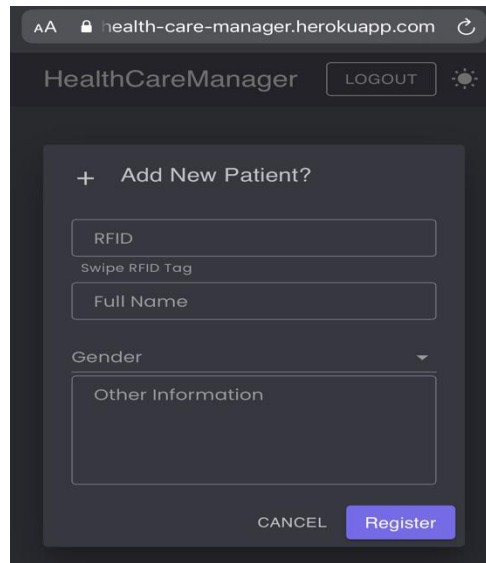 AA health-care-manager.herokuapp.com
HealthCareManager LOGOUT
+ Add New Patient?
RFID
Swipe RFID Tag
Full Name
Gender
Other Information
CANCEL Register